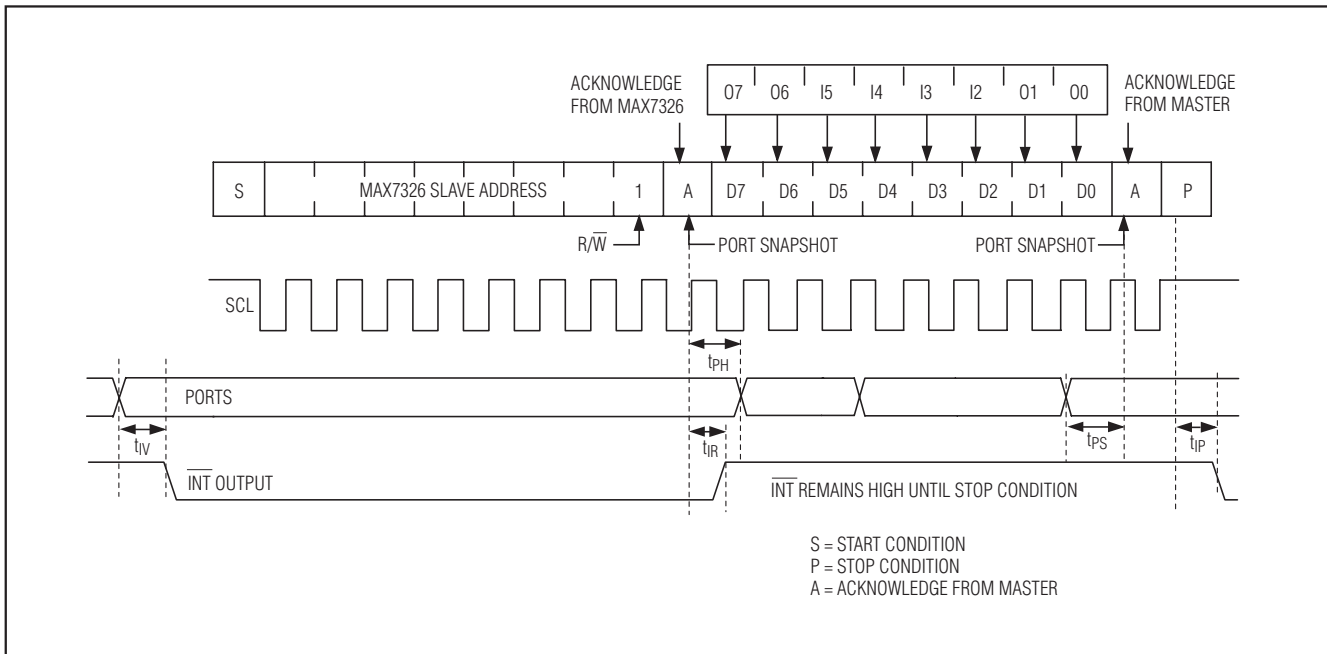 ACKNOWLEDGE
FROM MAX7326
O7 O6 I5 I4 I3 I2 O1 O0
ACKNOWLEDGE
FROM MASTER
S MAX7326 SLAVE ADDRESS 1 A D7 D6 D5 D4 D3 D2 D1 D0 A P
R/W̅ PORT SNAPSHOT PORT SNAPSHOT
SCL
tPH
PORTS
tIV tIR tPS tIP
I̅N̅T̅ OUTPUT I̅N̅T̅ REMAINS HIGH UNTIL STOP CONDITION
S = START CONDITION
P = STOP CONDITION
A = ACKNOWLEDGE FROM MASTER